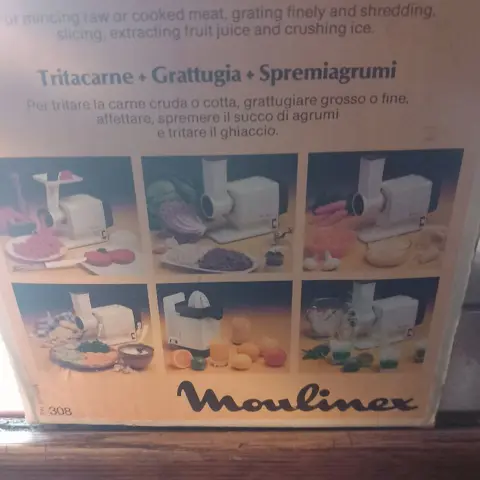 mincing raw or cooked meat, grating finely and shredding,
slicing, extracting fruit juice and crushing ice.
Tritacarne + Grattugia + Spremiagrumi
Per tritare la carne cruda o cotta, grattugiare grosso o fine,
affettare, spremere il succo di agrumi
e tritare il ghiaccio.
308
Moulinex